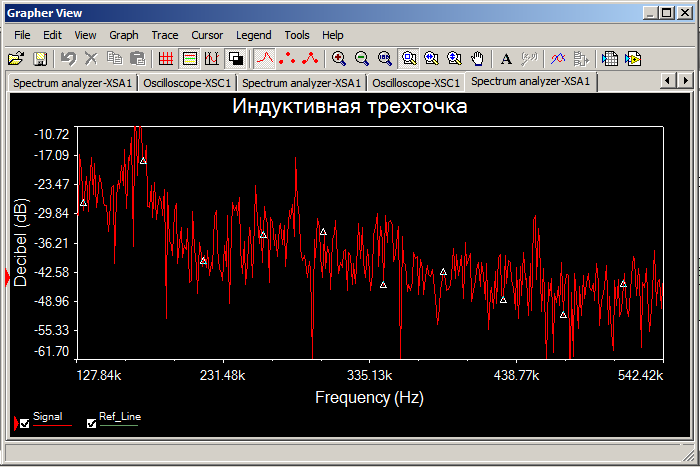 Grapher View
File Edit View Graph Trace Cursor Legend Tools Help
Spectrum analyzer-XSA1 Oscilloscope-XSC1 Spectrum analyzer-XSA1 Oscilloscope-XSC1 Spectrum analyzer-XSA1
Индуктивная трехточка
Decibel (dB)
-10.72
-17.09
-23.47
-29.84
-36.21
-42.58
-48.96
-55.33
-61.70
127.84k 231.48k 335.13k 438.77k 542.42k
Frequency (Hz)
Signal Ref_Line